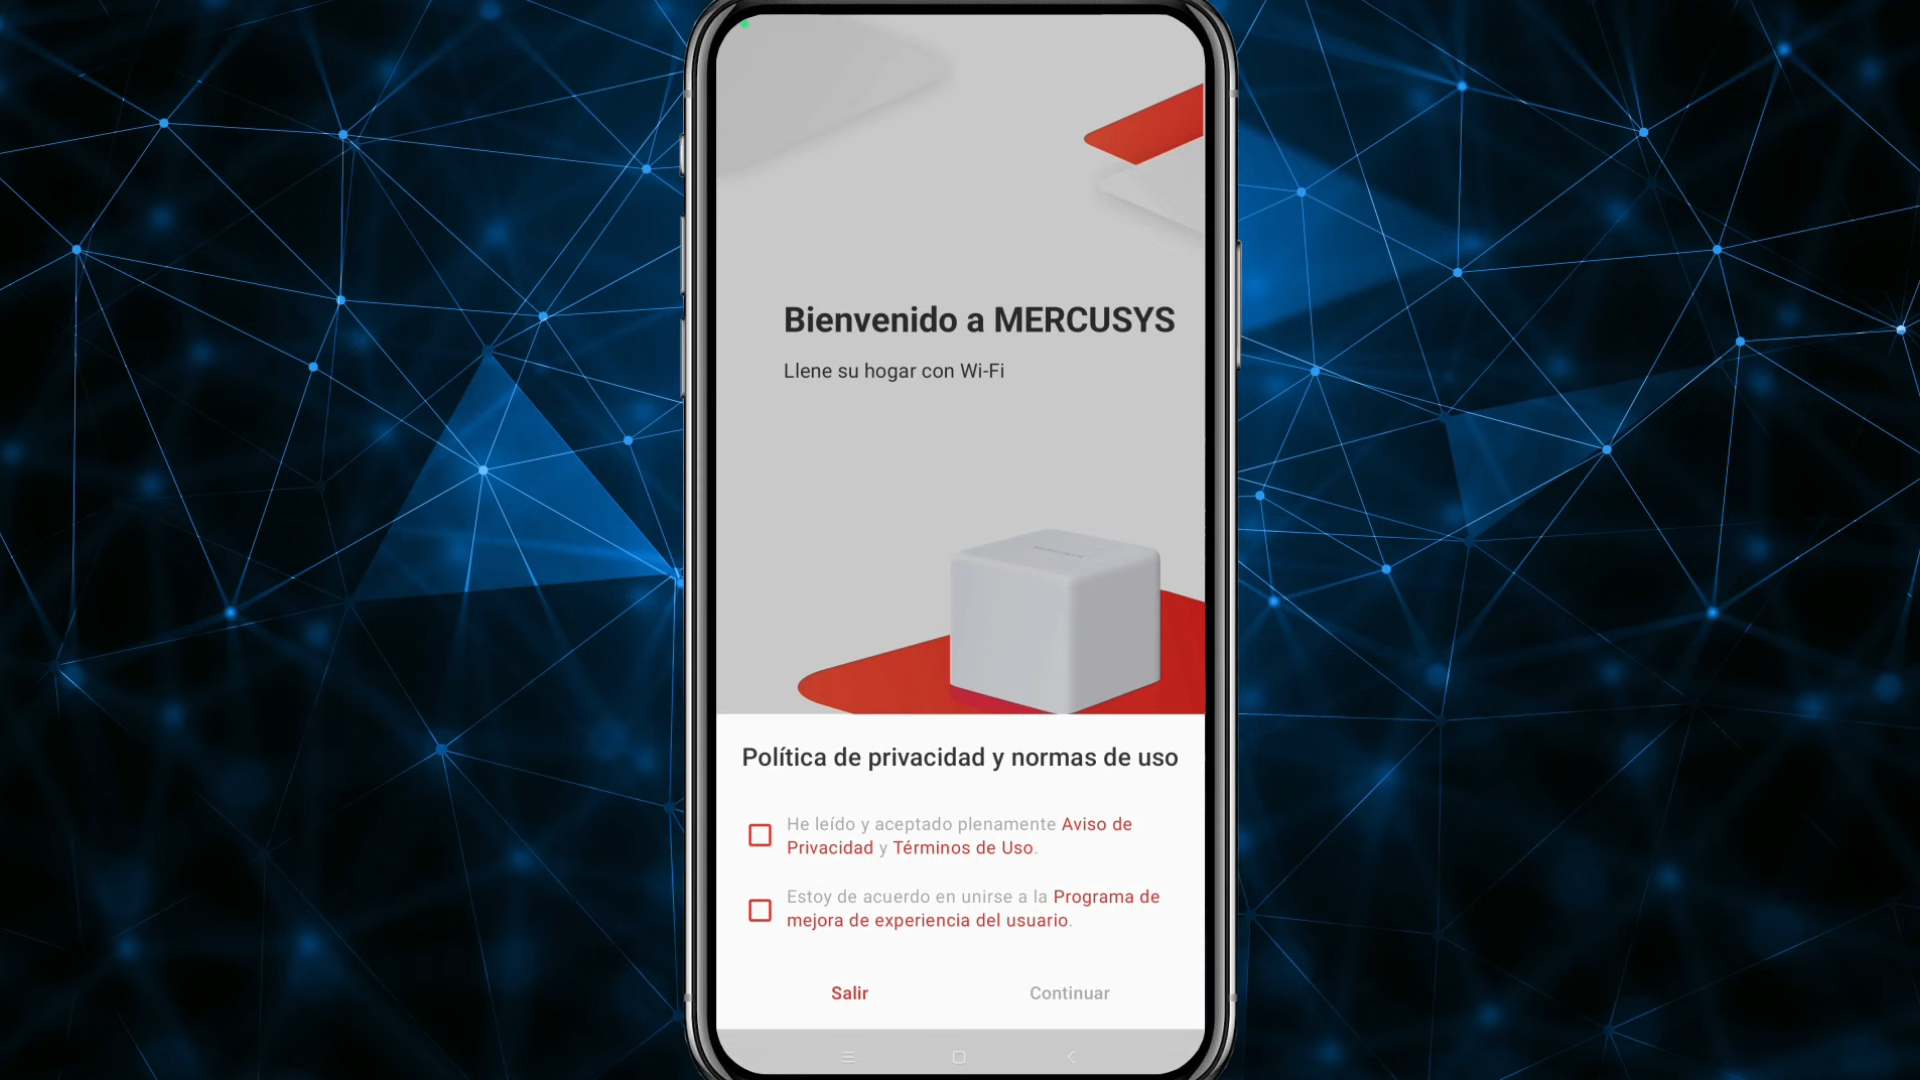 Bienvenido a MERCUSYS
Llene su hogar con Wi-Fi
Política de privacidad y normas de uso
He leído y aceptado plenamente Aviso de
Privacidad y Términos de Uso.
Estoy de acuerdo en unirse a la Programa de
mejora de experiencia del usuario.
Salir
Continuar